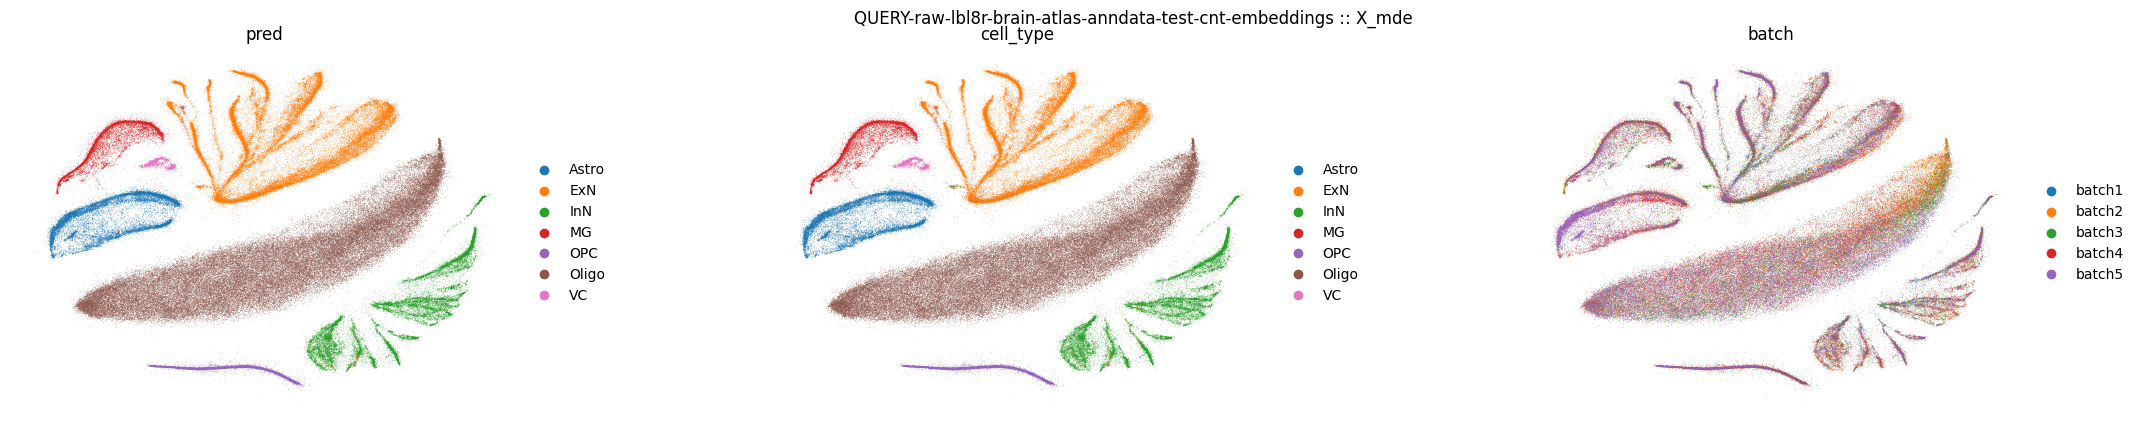 QUERY-raw-lbl8r-brain-atlas-anndata-test-cnt-embeddings :: X_mde
pred
Astro
ExN
InN
MG
OPC
Oligo
VC
cell_type
Astro
ExN
InN
MG
OPC
Oligo
VC
batch
batch1
batch2
batch3
batch4
batch5